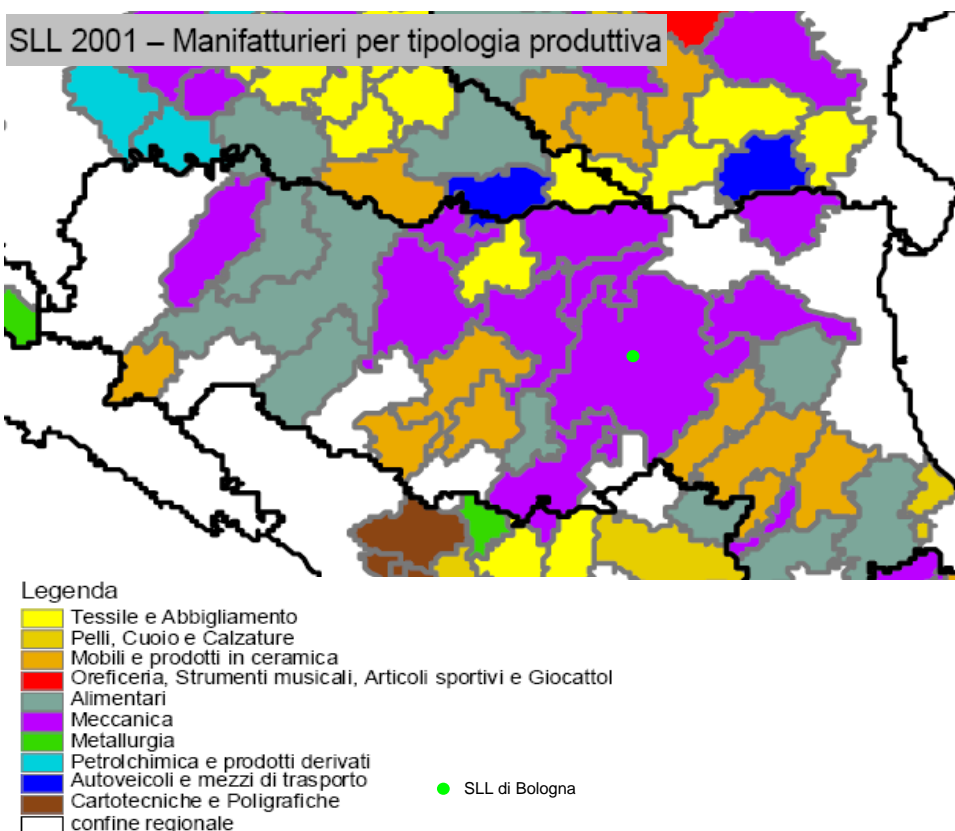 SLL 2001 – Manifatturieri per tipologia produttiva
Legenda
Tessile e Abbigliamento
Pelli, Cuoio e Calzature
Mobili e prodotti in ceramica
Oreficeria, Strumenti musicali, Articoli sportivi e Giocattol
Alimentari
Meccanica
Metallurgia
Petrolchimica e prodotti derivati
Autoveicoli e mezzi di trasporto
Cartotecniche e Poligrafiche
confine regionale
SLL di Bologna